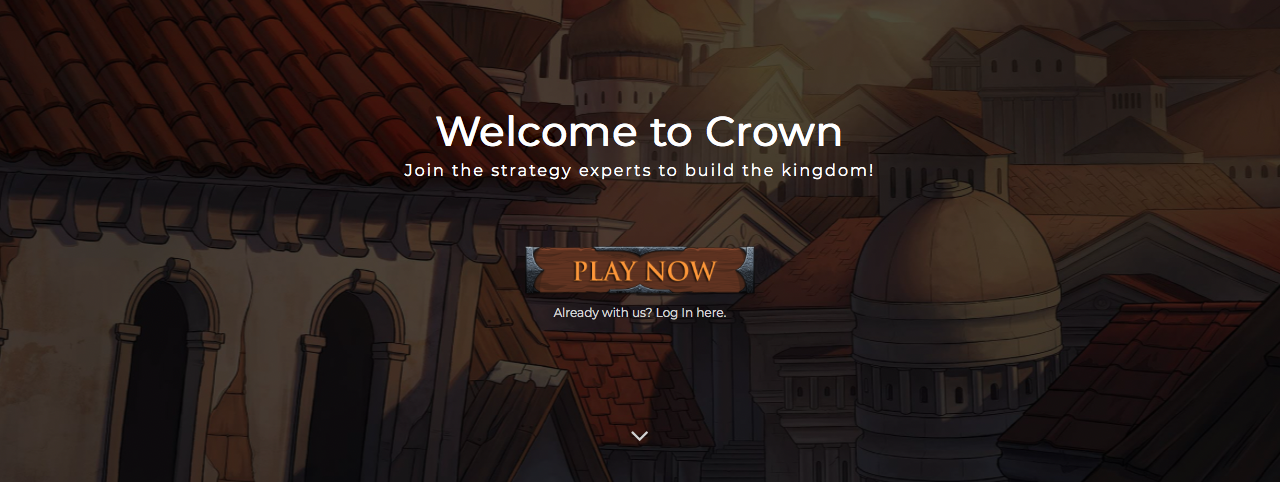 Welcome to Crown
Join the strategy experts to build the kingdom!
PLAY NOW
Already with us? Log In here.